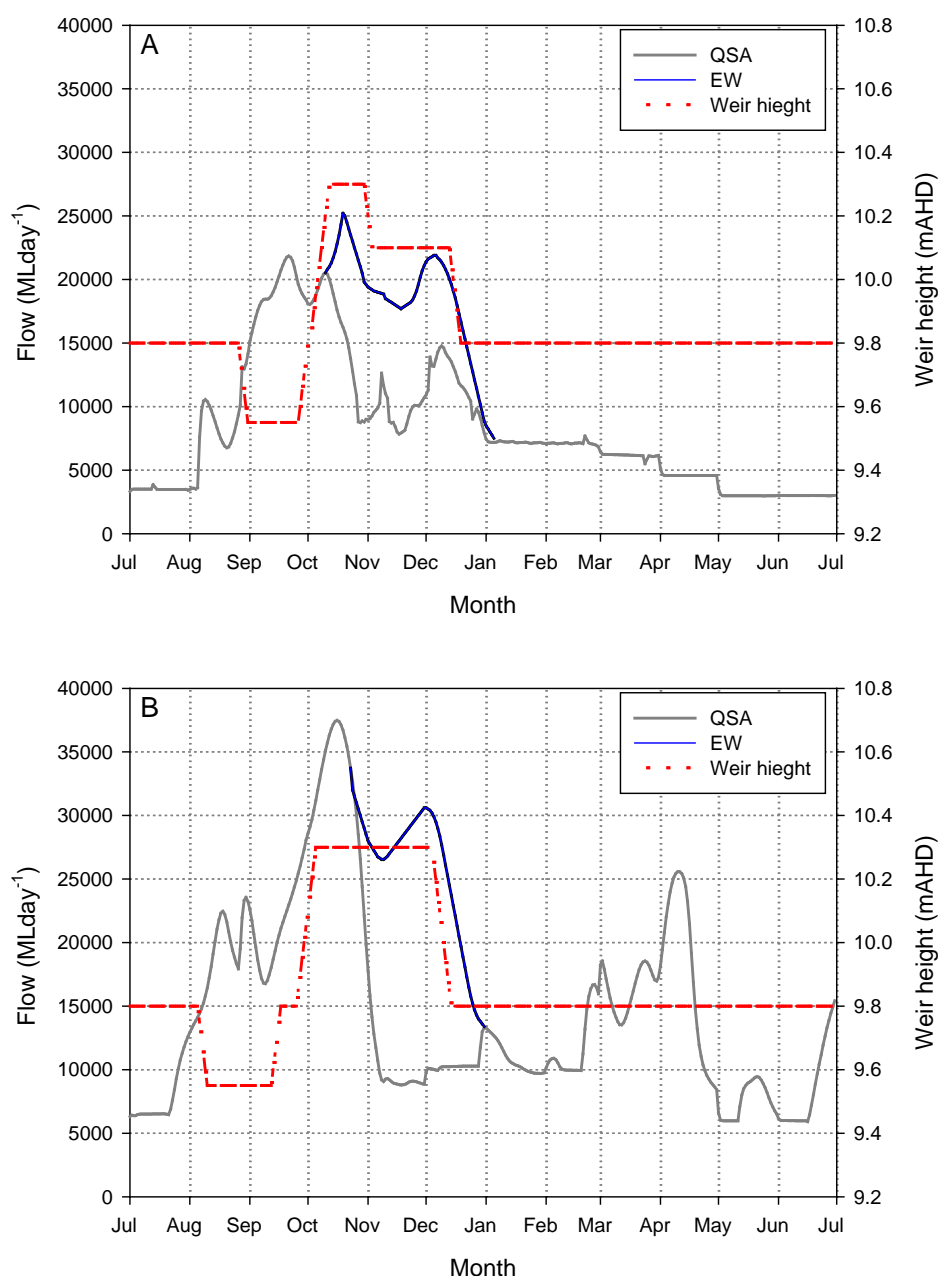 A
40000
35000
30000
25000
20000
15000
10000
5000
0
Flow (MLday⁻¹)
10.8
10.6
10.4
10.2
10.0
9.8
9.6
9.4
9.2
Weir height (mAHD)
QSA
EW
Weir hieght
Jul Aug Sep Oct Nov Dec Jan Feb Mar Apr May Jun Jul
Month
B
40000
35000
30000
25000
20000
15000
10000
5000
0
Flow (MLday⁻¹)
10.8
10.6
10.4
10.2
10.0
9.8
9.6
9.4
9.2
Weir height (mAHD)
QSA
EW
Weir hieght
Jul Aug Sep Oct Nov Dec Jan Feb Mar Apr May Jun Jul
Month